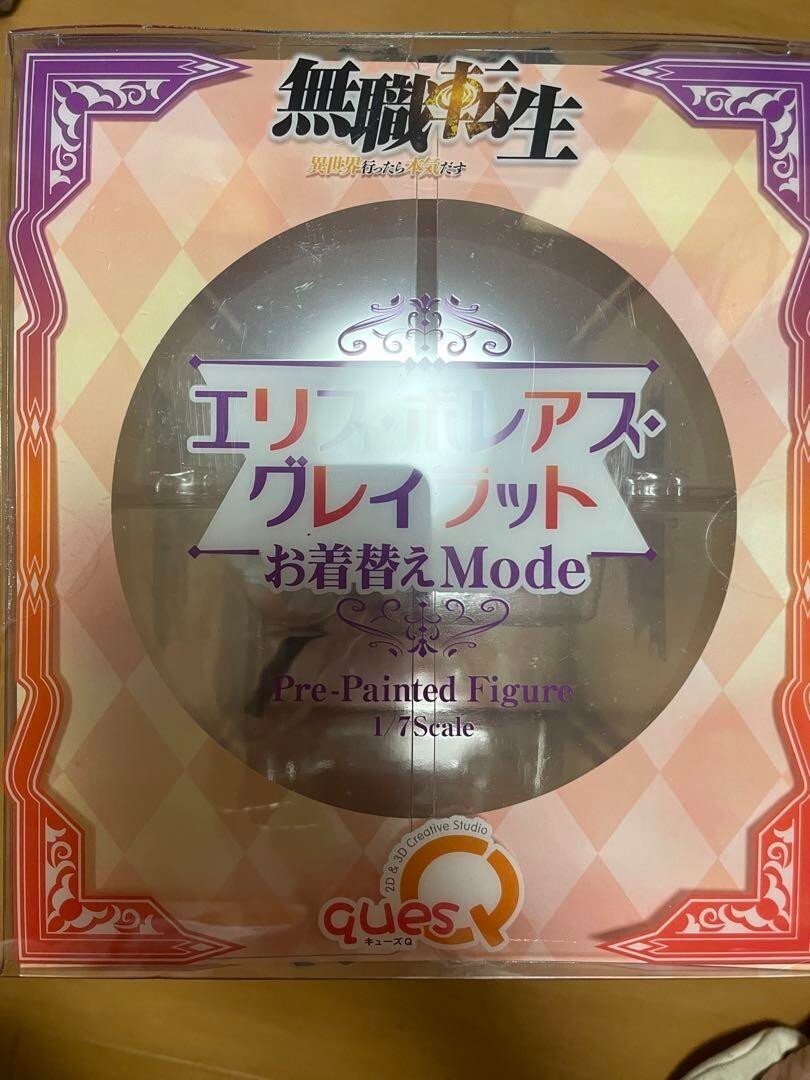 無職転生
異世界行ったら本気だす
エリス・ボレアス・
グレイラット
お着替えMode
Pre-Painted Figure
1/7Scale
2D & 3D Creative Studio
quesQ
キューズQ